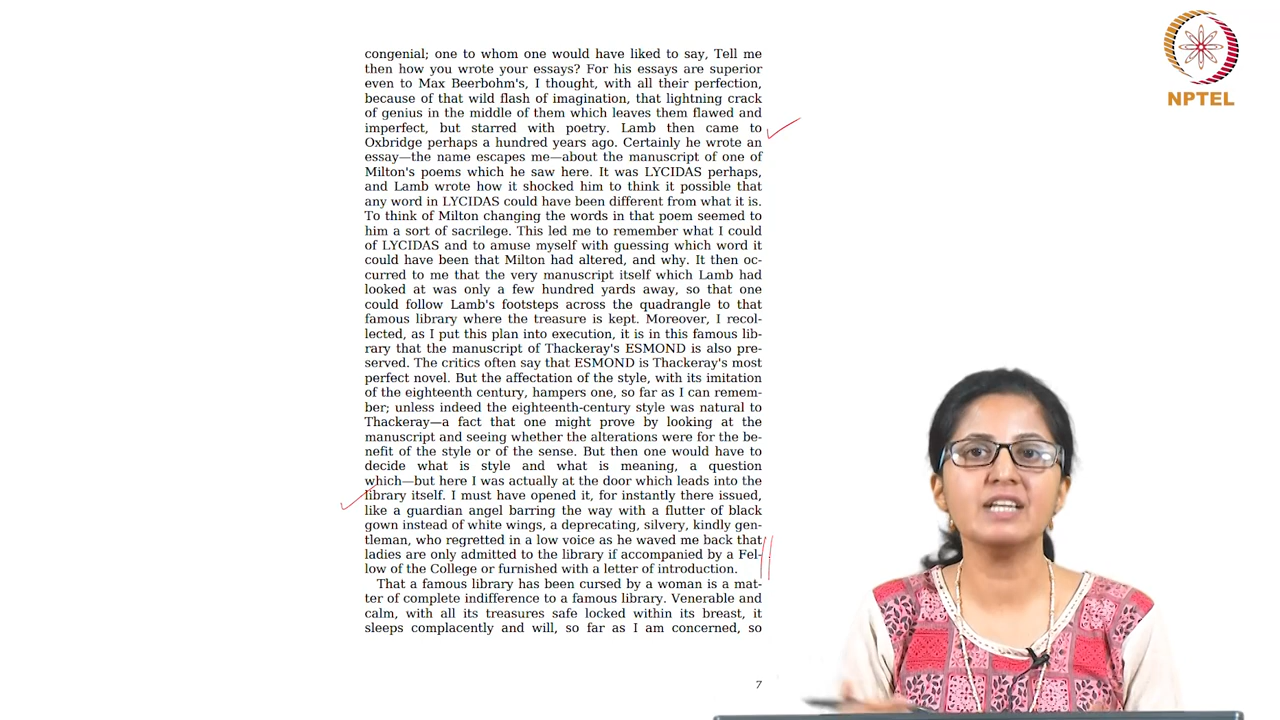 congenial; one to whom one would have liked to say, Tell me
then how you wrote your essays? For his essays are superior
even to Max Beerbohm's, I thought, with all their perfection,
because of that wild flash of imagination, that lightning crack
of genius in the middle of them which leaves them flawed and
imperfect, but starred with poetry. Lamb then came to
Oxbridge perhaps a hundred years ago. Certainly he wrote an
essay—the name escapes me—about the manuscript of one of
Milton's poems which he saw here. It was LYCIDAS perhaps,
and Lamb wrote how it shocked him to think it possible that
any word in LYCIDAS could have been different from what it is.
To think of Milton changing the words in that poem seemed to
him a sort of sacrilege. This led me to remember what I could
of LYCIDAS and to amuse myself with guessing which word it
could have been that Milton had altered, and why. It then oc-
curred to me that the very manuscript itself which Lamb had
looked at was only a few hundred yards away, so that one
could follow Lamb's footsteps across the quadrangle to that
famous library where the treasure is kept. Moreover, I recol-
lected, as I put this plan into execution, it is in this famous lib-
rary that the manuscript of Thackeray's ESMOND is also pre-
served. The critics often say that ESMOND is Thackeray's most
perfect novel. But the affectation of the style, with its imitation
of the eighteenth century, hampers one, so far as I can remem-
ber; unless indeed the eighteenth-century style was natural to
Thackeray—a fact that one might prove by looking at the
manuscript and seeing whether the alterations were for the be-
nefit of the style or of the sense. But then one would have to
decide what is style and what is meaning, a question
which—but here I was actually at the door which leads into the
library itself. I must have opened it, for instantly there issued,
like a guardian angel barring the way with a flutter of black
gown instead of white wings, a deprecating, silvery, kindly gen-
tleman, who regretted in a low voice as he waved me back that
ladies are only admitted to the library if accompanied by a Fel-
low of the College or furnished with a letter of introduction.
That a famous library has been cursed by a woman is a mat-
ter of complete indifference to a famous library. Venerable and
calm, with all its treasures safe locked within its breast, it
sleeps complacently and will, so far as I am concerned, so
7
NPTEL